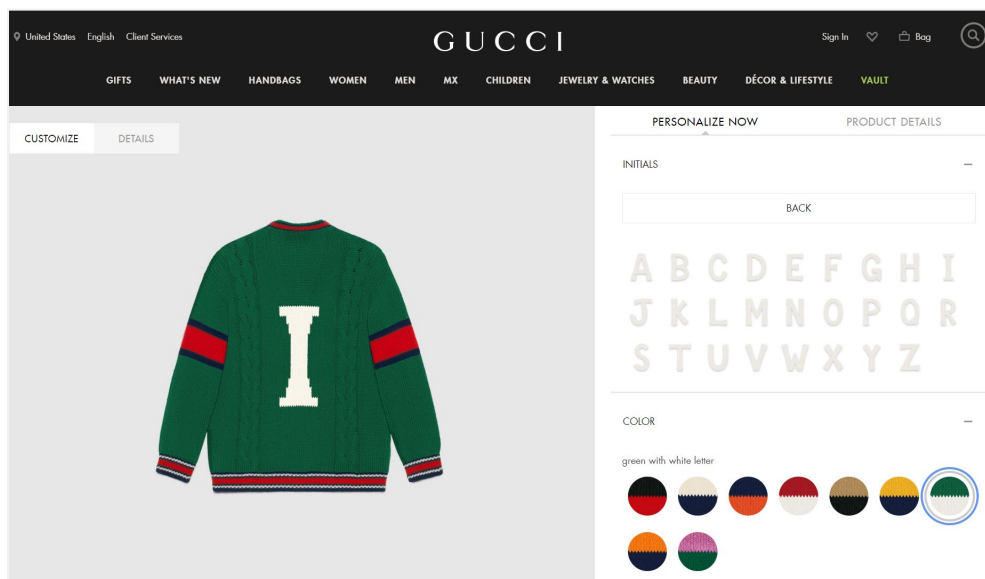 United States English Client Services GUCCI Sign In Bag
GIFTS WHAT'S NEW HANDBAGS WOMEN MEN MX CHILDREN JEWELRY & WATCHES BEAUTY DÉCOR & LIFESTYLE VAULT
CUSTOMIZE DETAILS
I
PERSONALIZE NOW PRODUCT DETAILS
INITIALS
BACK
A B C D E F G H I
J K L M N O P Q R
S T U V W X Y Z
COLOR
green with white letter